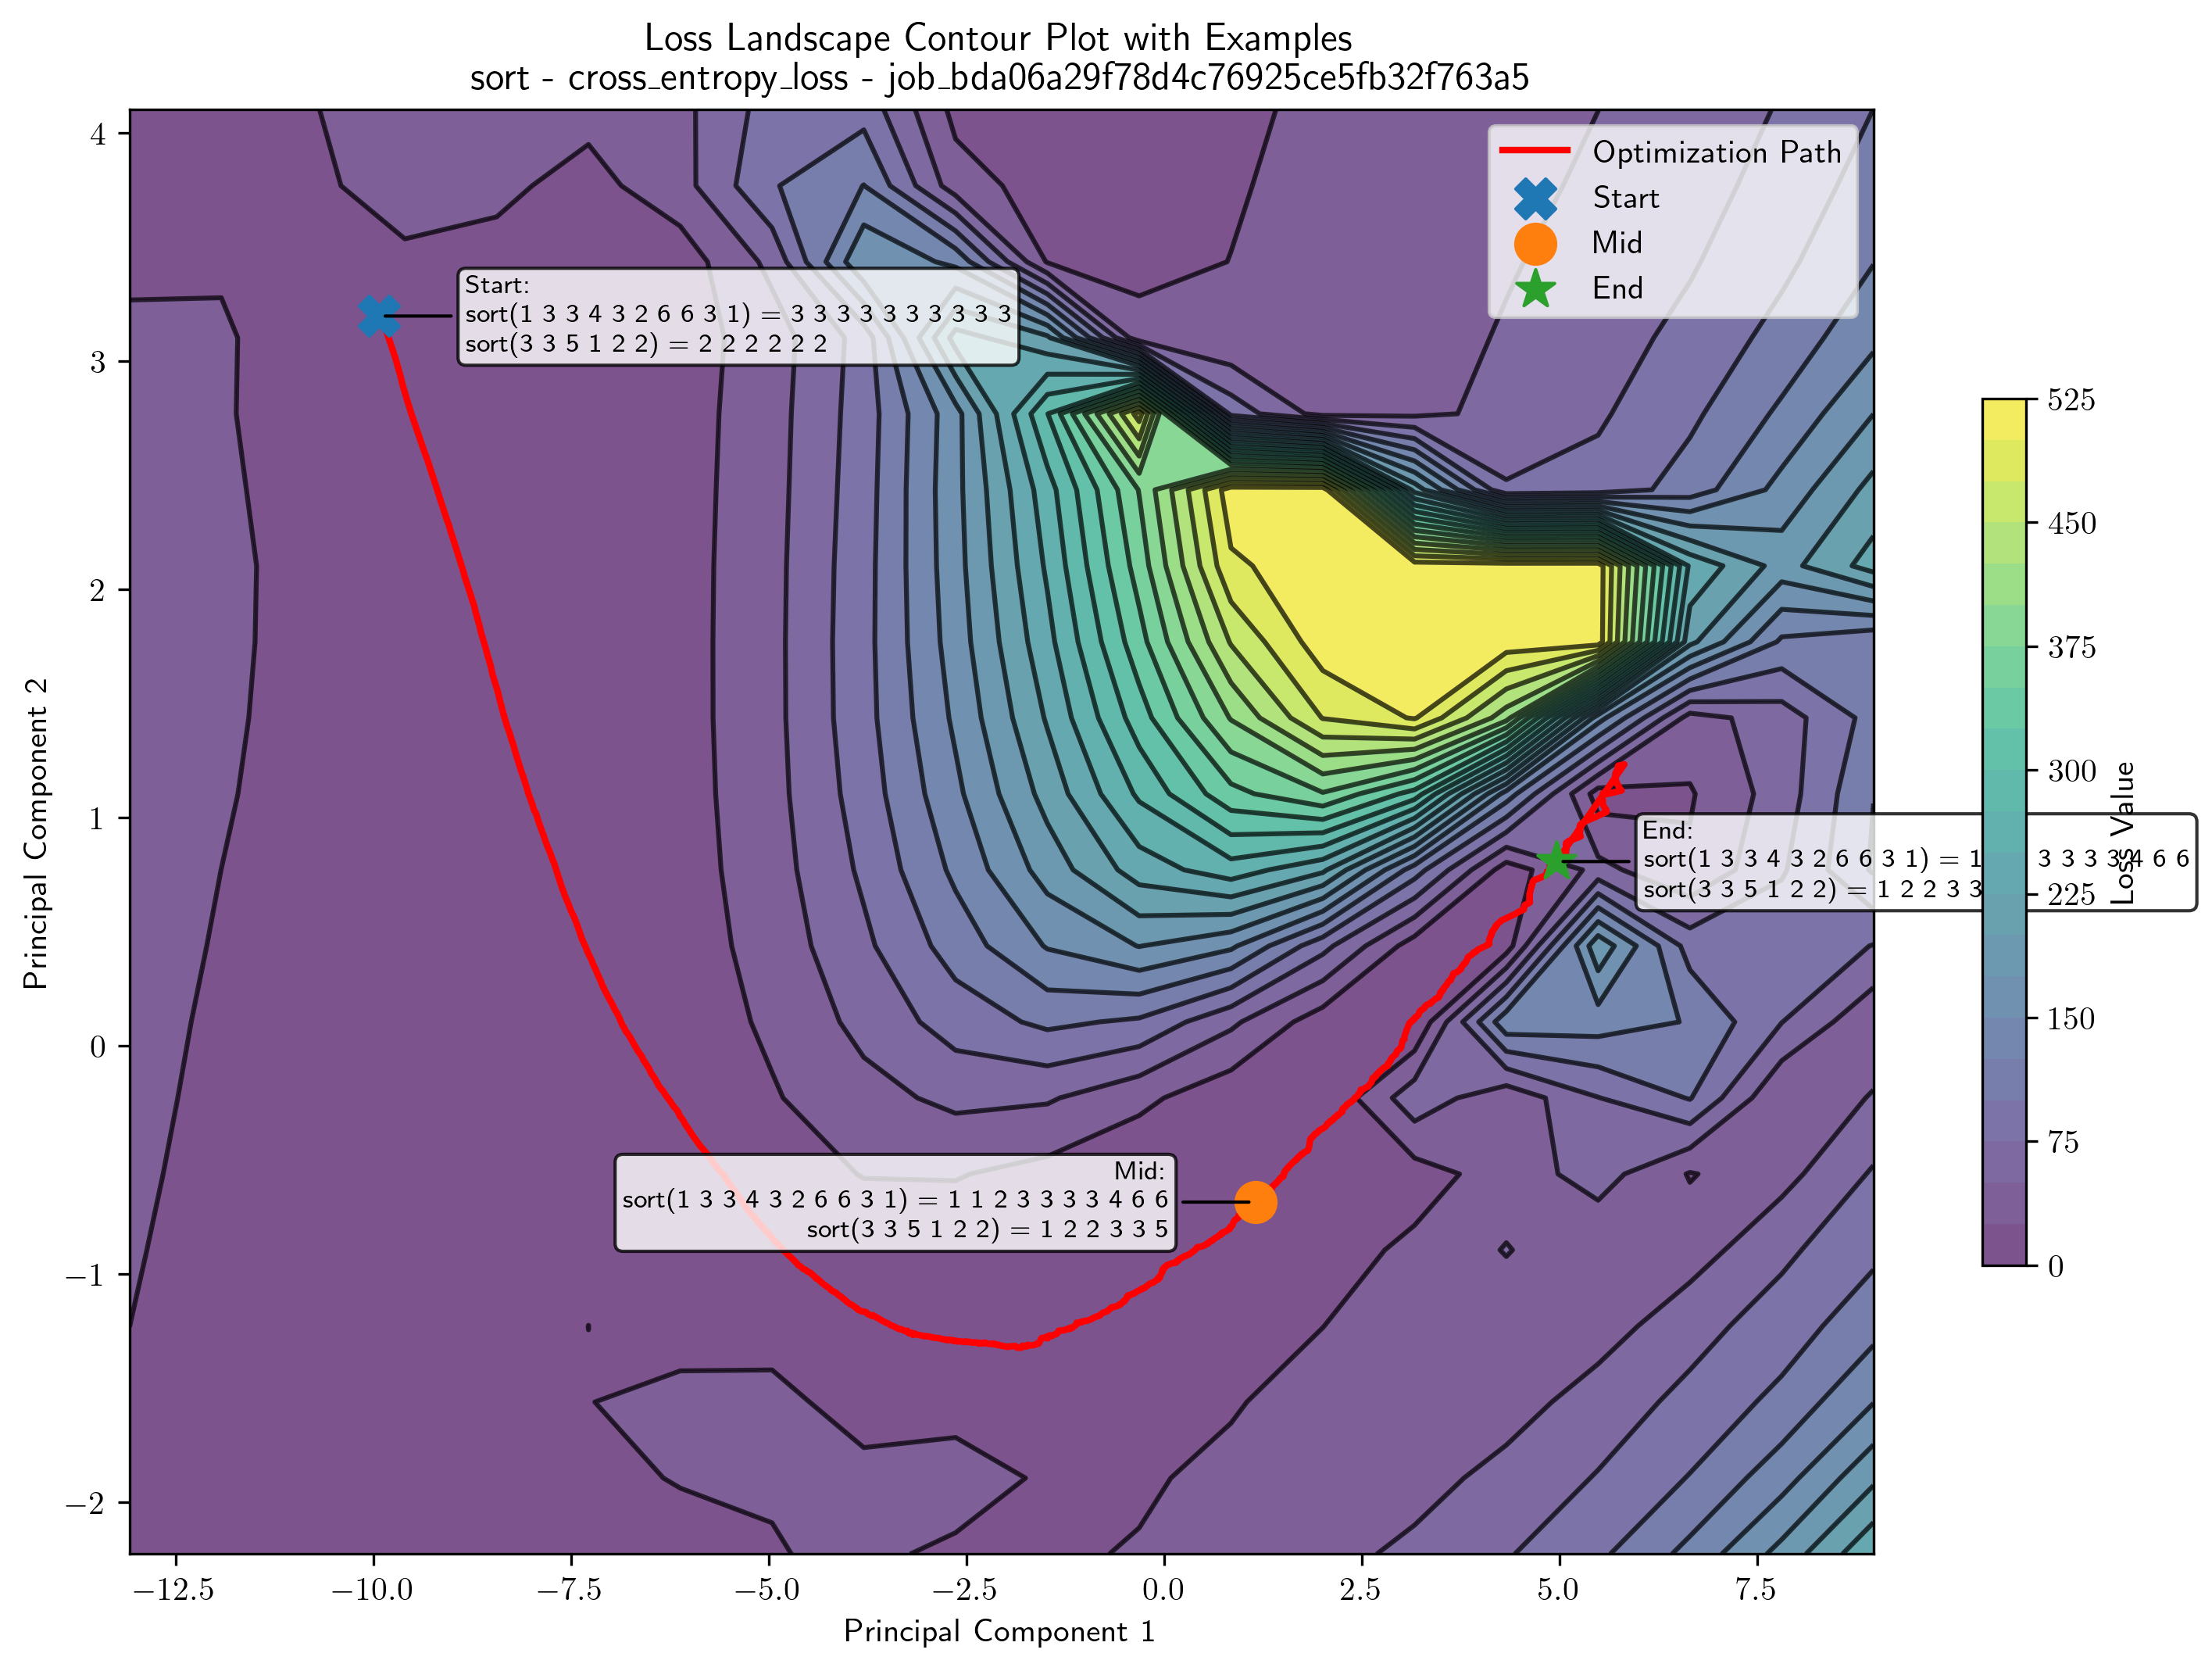 Loss Landscape Contour Plot with Examples
sort - cross_entropy_loss - job_bda06a29f78d4c76925ce5fb32f763a5
Optimization Path
Start
Mid
End
Start:
sort(1 3 3 4 3 2 6 6 3 1) = 3 3 3 3 3 3 3 3 3 3
sort(3 3 5 1 2 2) = 2 2 2 2 2 2
End:
sort(1 3 3 4 3 2 6 6 3 1) = 1 3 3 3 3 4 6 6
sort(3 3 5 1 2 2) = 1 2 2 3 3
Mid:
sort(1 3 3 4 3 2 6 6 3 1) = 1 1 2 3 3 3 3 4 6 6
sort(3 3 5 1 2 2) = 1 2 2 3 3 5
4
3
2
1
0
−1
−2
Principal Component 2
−12.5 −10.0 −7.5 −5.0 −2.5 0.0 2.5 5.0 7.5
Principal Component 1
525
450
375
300
225
150
75
0
Loss Value